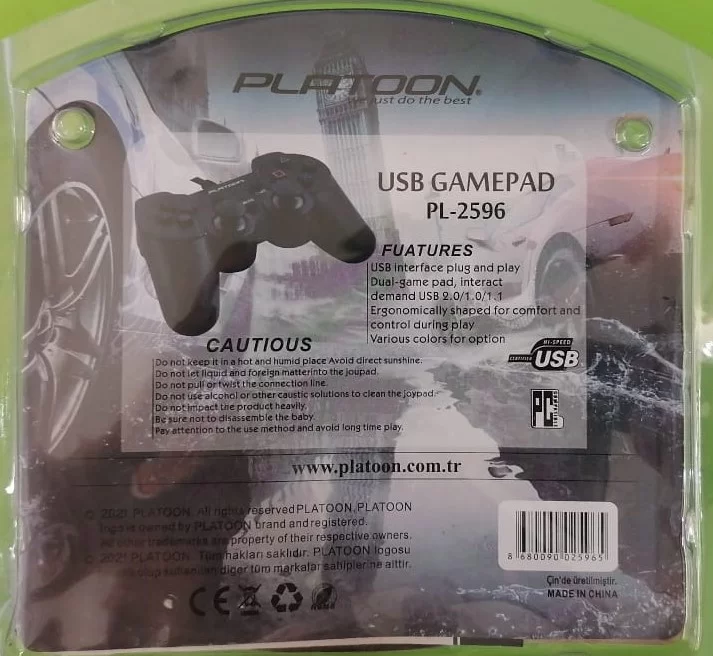 PLATOON.
We just do the best
PLATOON
USB GAMEPAD
PL-2596
FUATURES
USB interface plug and play
Dual-game pad, interact
demand USB 2.0/1.0/1.1
Ergonomically shaped for comfort and
control during play
Various colors for option
CAUTIOUS
Do not keep it in a hot and humid place Avoid direct sunshine.
Do not let liquid and foreign matterinto the joupad.
Do not pull or twist the connection line.
Do not use alcohol or other caustic solutions to clean the joypad.
Do not impact the product heavily.
Be sure not to disassemble the baby.
Pay attention to the use method and avoid long time play.
HI-SPEED
CERTIFIED USB
PC
www.platoon.com.tr
© 2021 PLATOON. All rights reserved PLATOON.PLATOON
logo is owned by PLATOON brand and registered.
All other trademarks are property of their respective owners.
© 2021 PLATOON. Tüm hakları saklıdır. PLATOON logosu
olup kullanılan diğer tüm markalar sahiplerine aittir.
8 680090 025965
Çin'de üretilmiştir.
MADE IN CHINA
CE